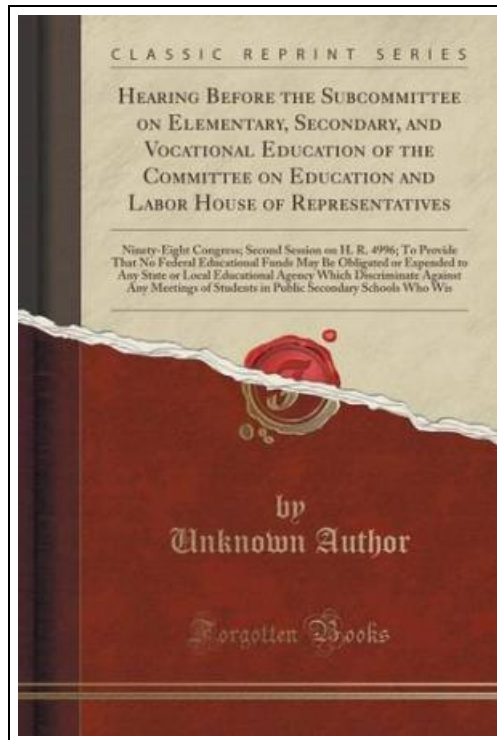 CLASSIC REPRINT SERIES
HEARING BEFORE THE SUBCOMMITTEE
ON ELEMENTARY, SECONDARY, AND
VOCATIONAL EDUCATION OF THE
COMMITTEE ON EDUCATION AND
LABOR HOUSE OF REPRESENTATIVES
Ninety-Eight Congress; Second Session on H. R. 4996; To Provide
That No Federal Educational Funds May Be Obligated or Expended to
Any State or Local Educational Agency Which Discriminate Against
Any Meetings of Students in Public Secondary Schools Who Wis
by
Unknown Author
Forgotten Books